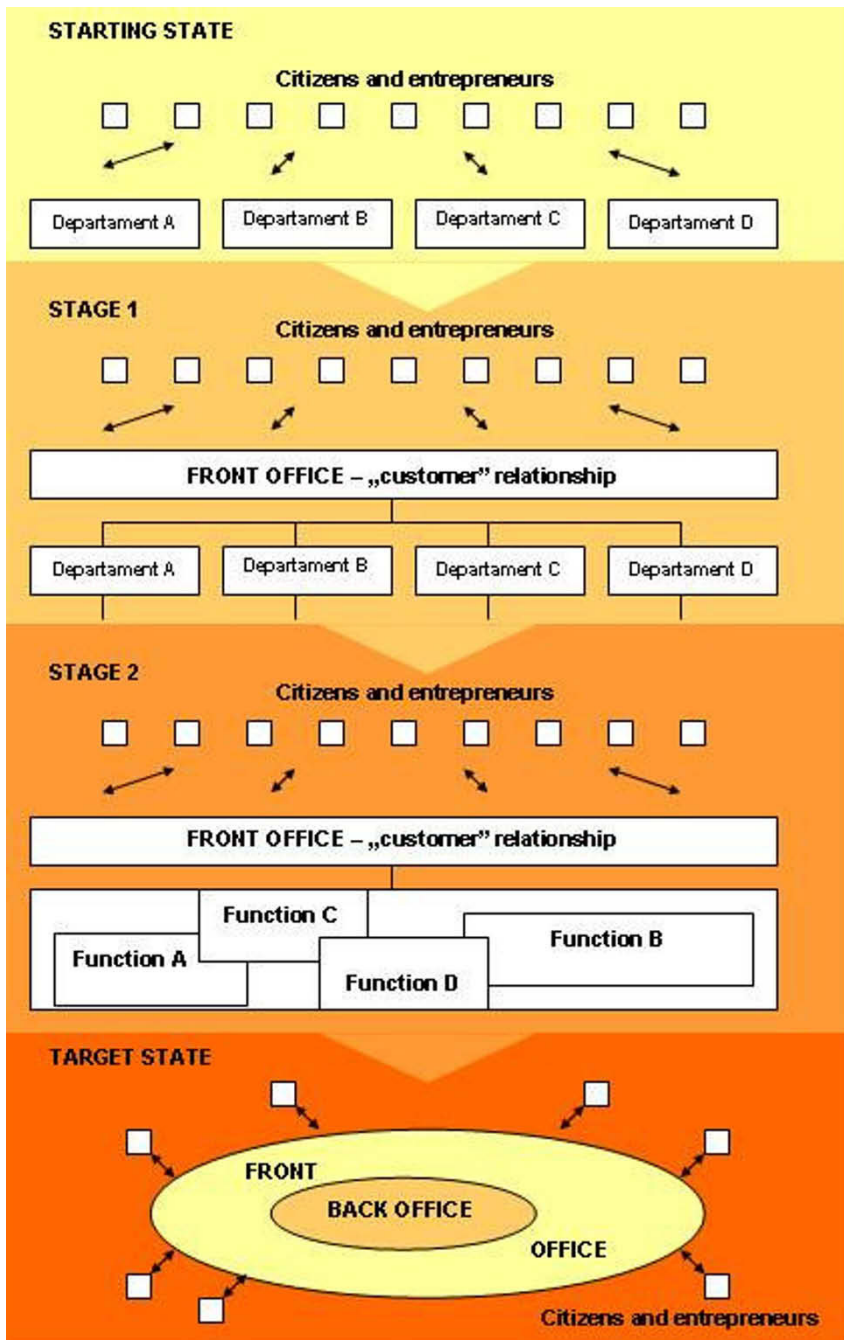 STARTING STATE
Citizens and entrepreneurs
Departament A
Departament B
Departament C
Departament D
STAGE 1
Citizens and entrepreneurs
FRONT OFFICE – „customer” relationship
Departament A
Departament B
Departament C
Departament D
STAGE 2
Citizens and entrepreneurs
FRONT OFFICE – „customer” relationship
Function C
Function B
Function A
Function D
TARGET STATE
FRONT
BACK OFFICE
OFFICE
Citizens and entrepreneurs